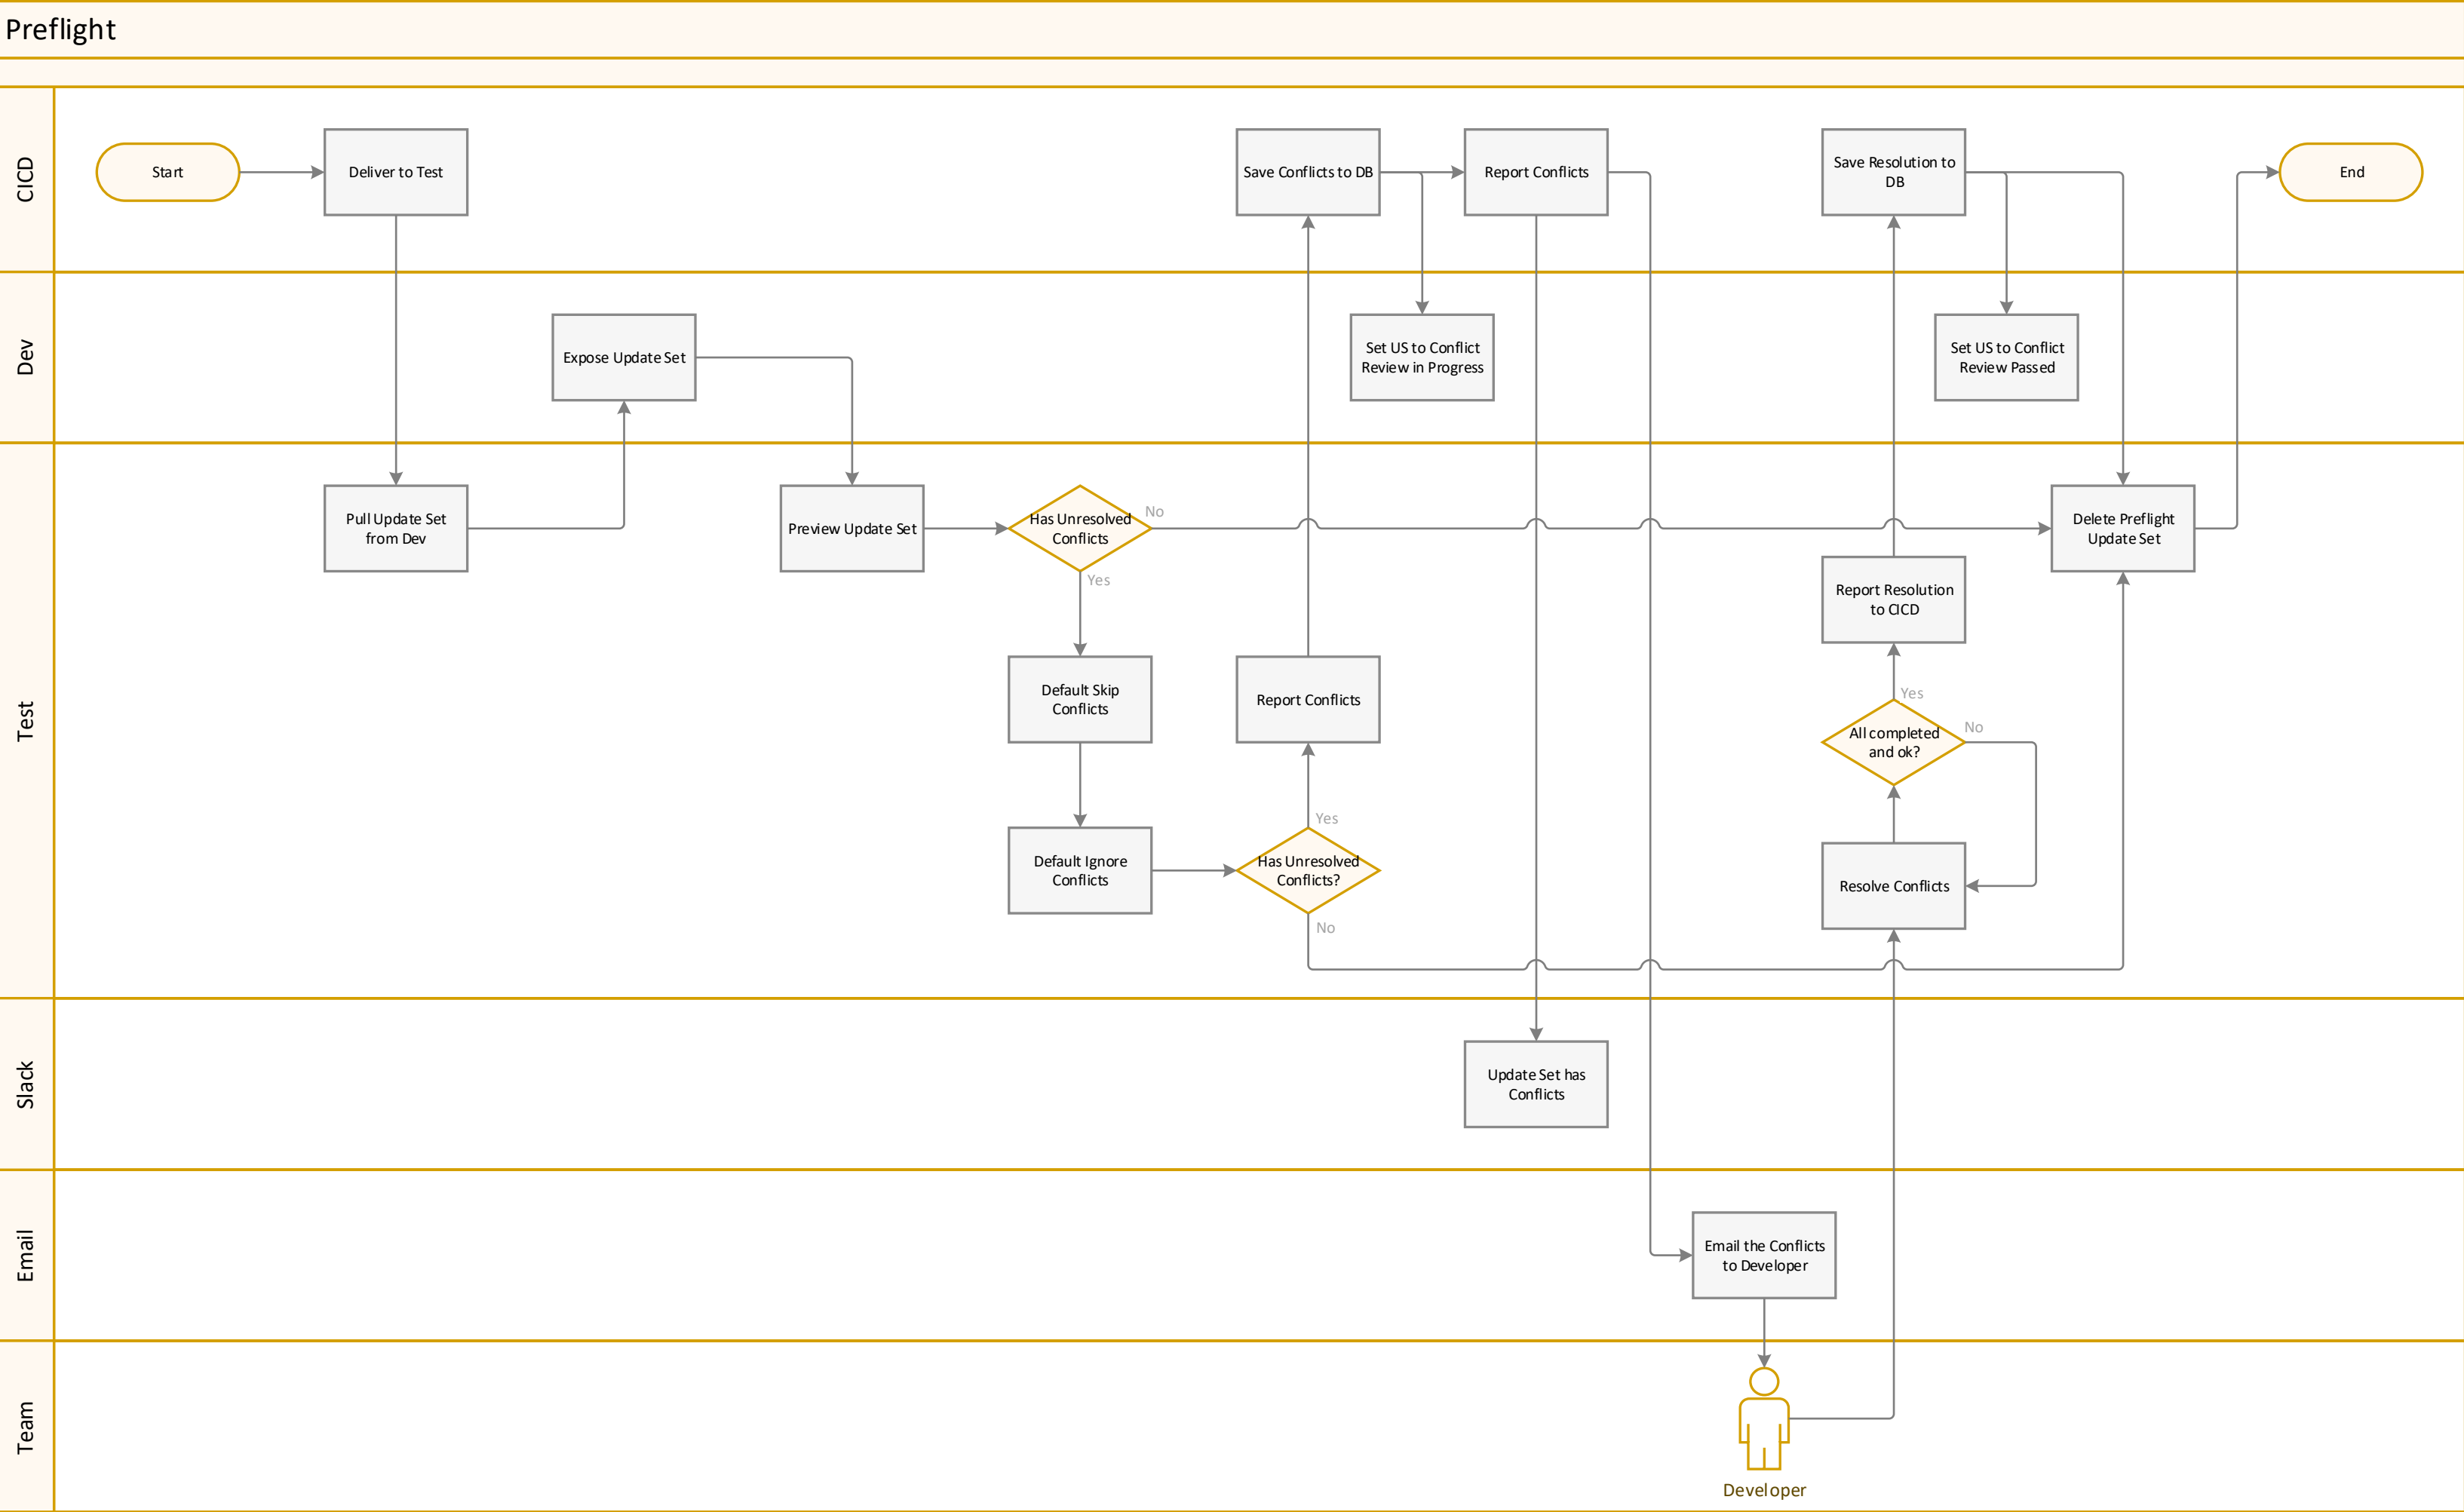 Preflight
CICD
Start
Deliver to Test
Save Conflicts to DB
Report Conflicts
Save Resolution to
DB
End
Dev
Expose Update Set
Set US to Conflict
Review in Progress
Set US to Conflict
Review Passed
Test
Pull Update Set
from Dev
Preview Update Set
Has Unresolved
Conflicts
No
Yes
Delete Preflight
Update Set
Report Resolution
to CICD
Default Skip
Conflicts
Report Conflicts
Yes
All completed
and ok?
No
Default Ignore
Conflicts
Yes
Has Unresolved
Conflicts?
No
Resolve Conflicts
Slack
Update Set has
Conflicts
Email
Email the Conflicts
to Developer
Team
Developer